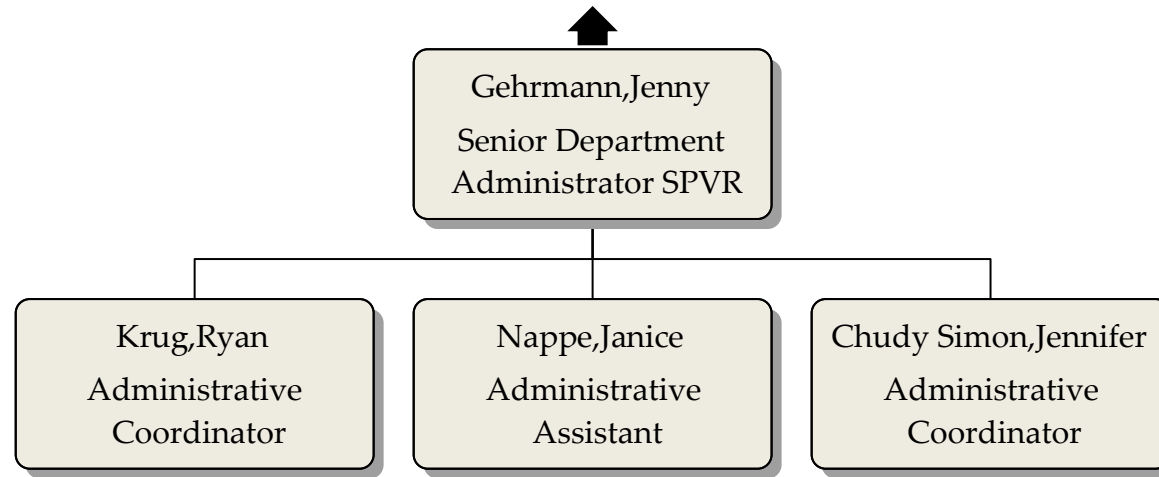 Gehrmann,Jenny
Senior Department
Administrator SPVR
Krug,Ryan
Administrative
Coordinator
Nappe,Janice
Administrative
Assistant
Chudy Simon,Jennifer
Administrative
Coordinator